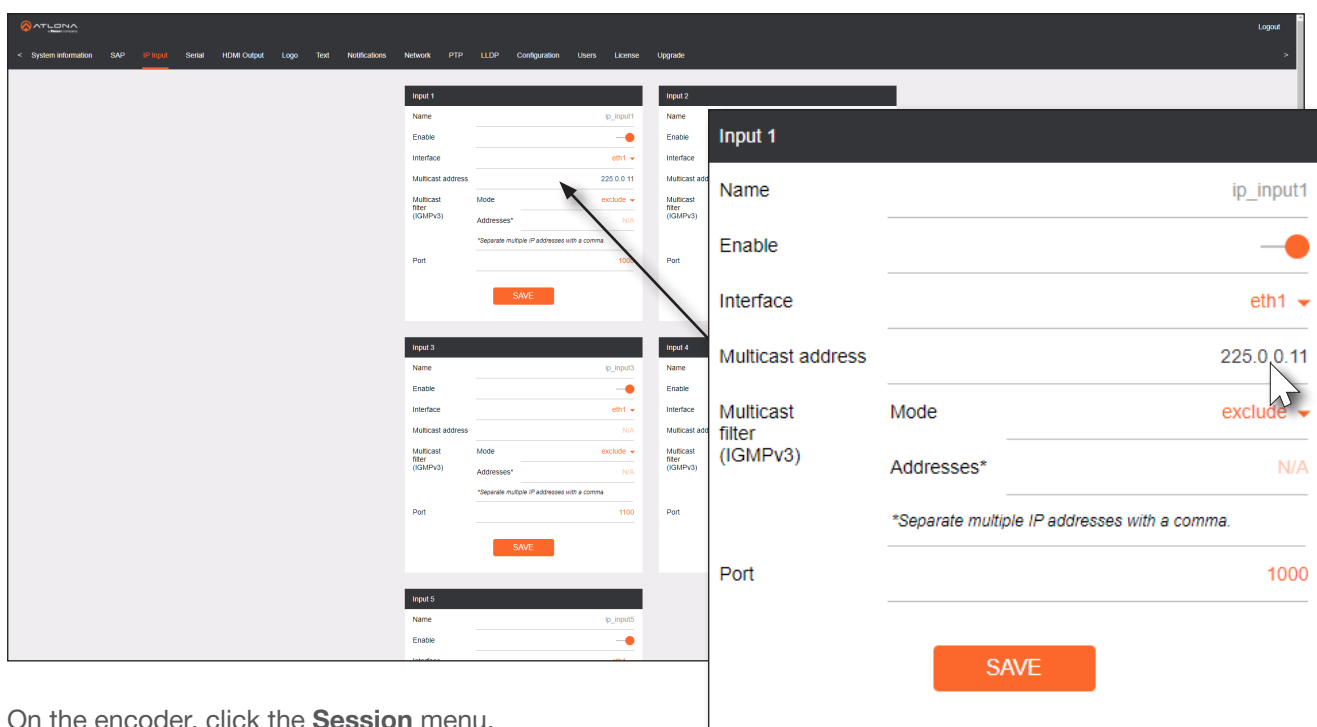 ATLONA
Logout
< System information SAP IP Input Serial HDMI Output Logo Text Notifications Network PTP LLDP Configuration Users License Upgrade >
Input 1
Name ip_input1
Enable
Interface eth1
Multicast address 225.0.0.11
Multicast filter (IGMPv3)
Mode exclude
Addresses* N/A
*Separate multiple IP addresses with a comma.
Port
SAVE
Input 2
Name
Enable
Interface
Multicast add
Multicast filter (IGMPv3)
Port
Input 3
Name ip_input3
Enable
Interface eth1
Multicast address N/A
Multicast filter (IGMPv3)
Mode exclude
Addresses* N/A
*Separate multiple IP addresses with a comma.
Port 1100
SAVE
Input 4
Name
Enable
Interface
Multicast add
Multicast filter (IGMPv3)
Port
Input 5
Name ip_input5
Enable
Input 1
Name ip_input1
Enable
Interface eth1
Multicast address 225.0.0.11
Multicast
filter
(IGMPv3)
Mode exclude
Addresses* N/A
*Separate multiple IP addresses with a comma.
Port 1000
SAVE
On the encoder, click the Session menu.